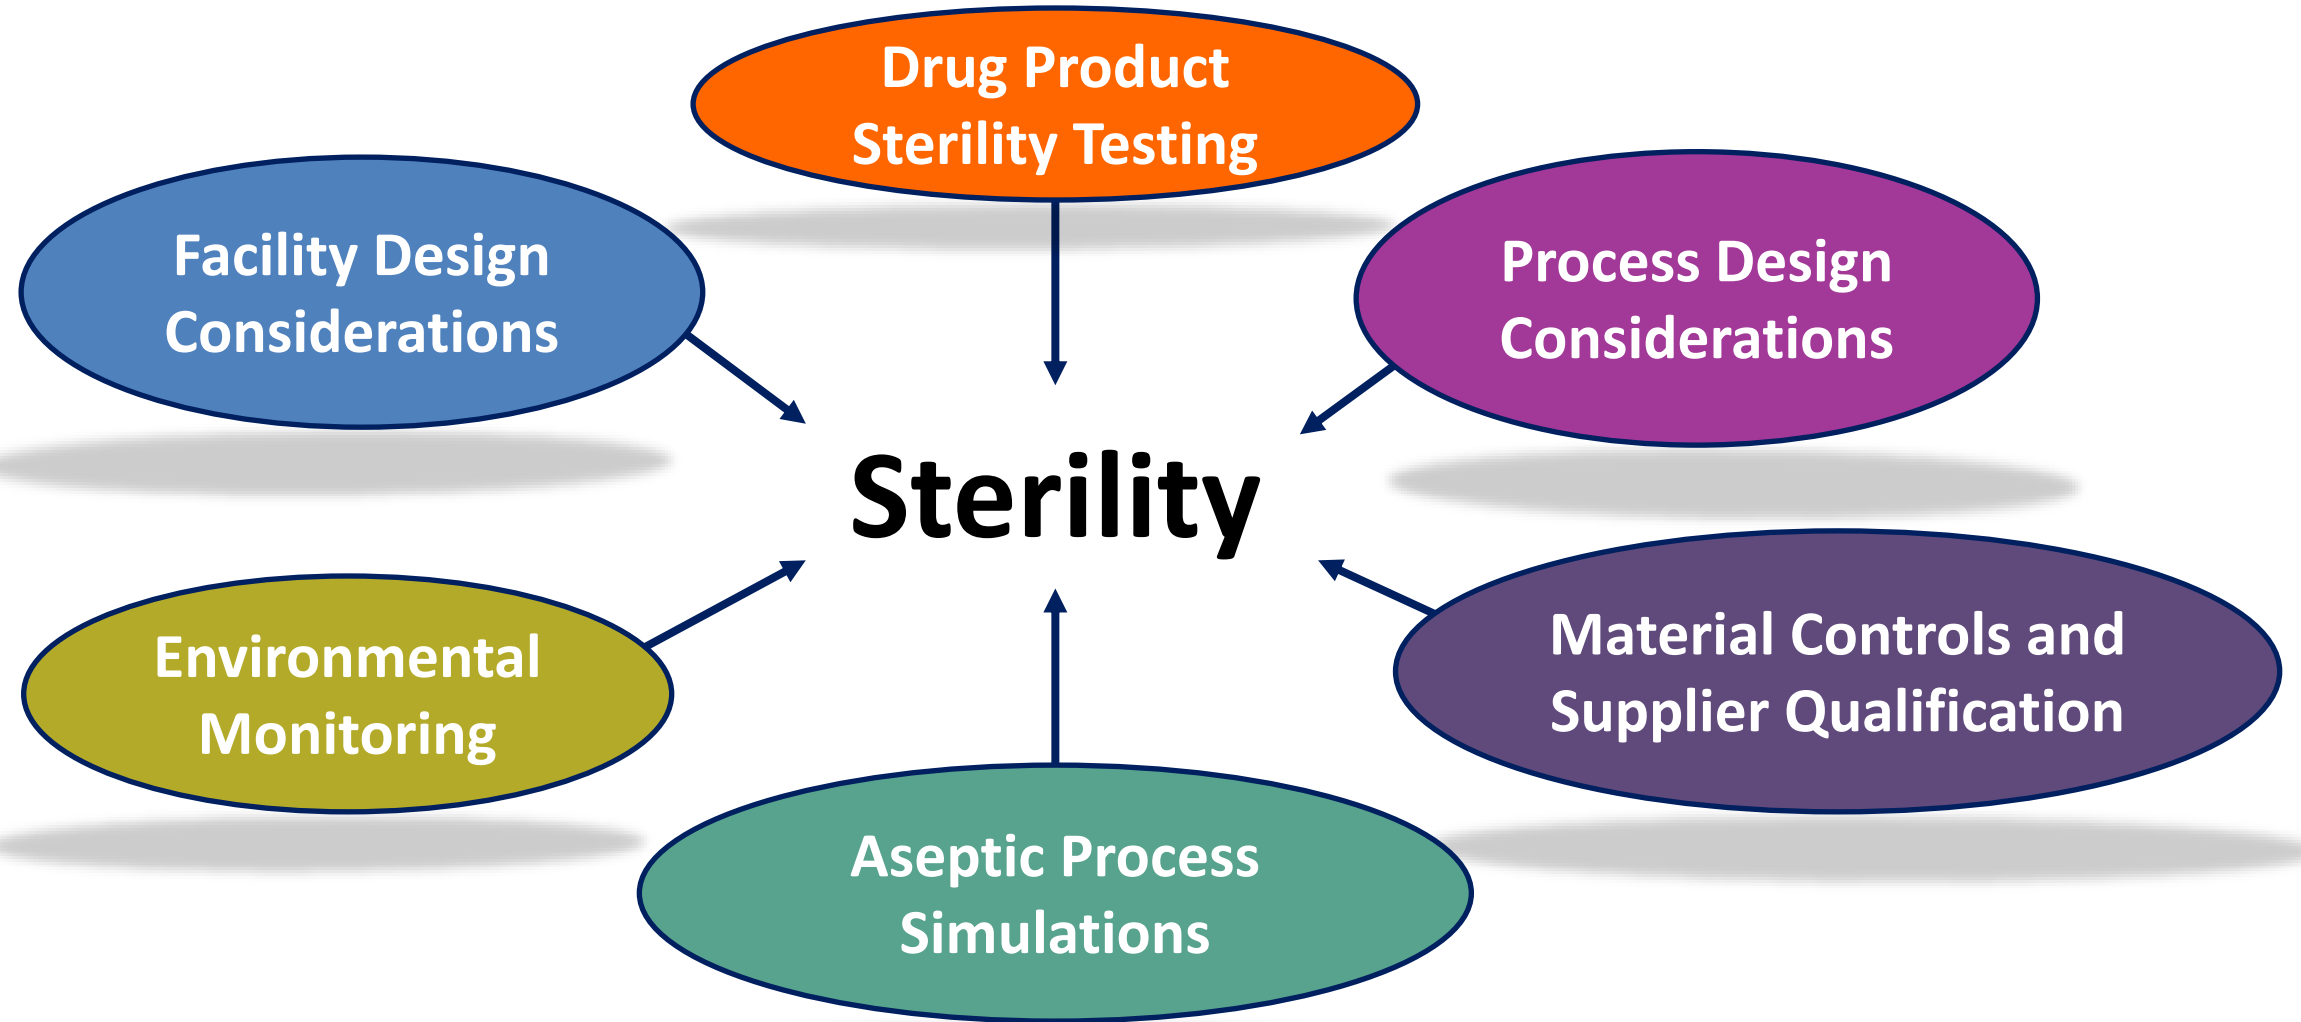 Drug Product
Sterility Testing
Facility Design
Considerations
Process Design
Considerations
Sterility
Environmental
Monitoring
Material Controls and
Supplier Qualification
Aseptic Process
Simulations